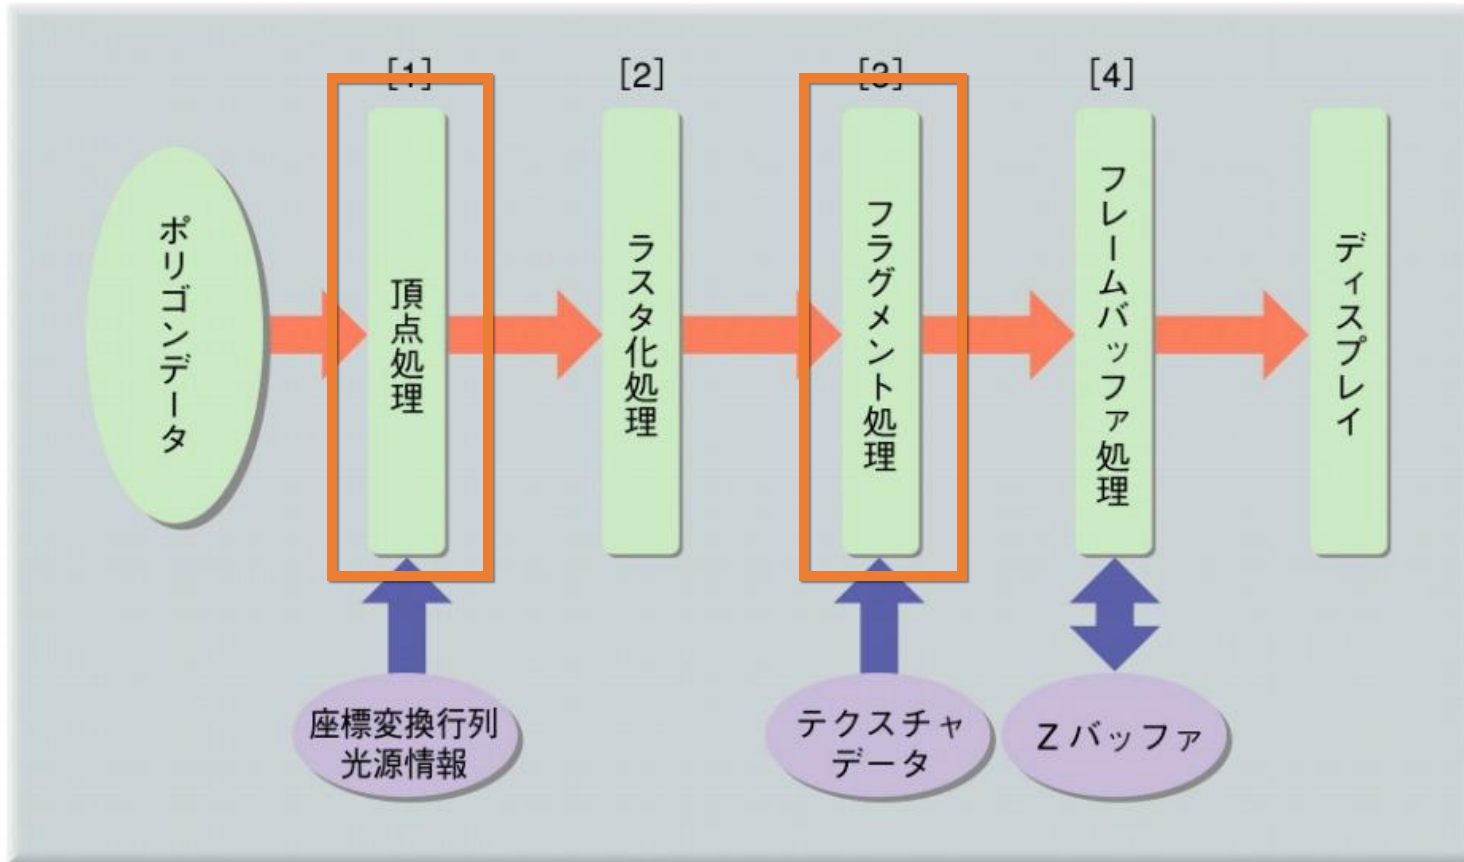 [1]
[2]
[3]
[4]
ポリゴンデータ
頂点処理
ラスタ化処理
フラグメント処理
フレームバッファ処理
ディスプレイ
座標変換行列
光源情報
テクスチャ
データ
Zバッファ